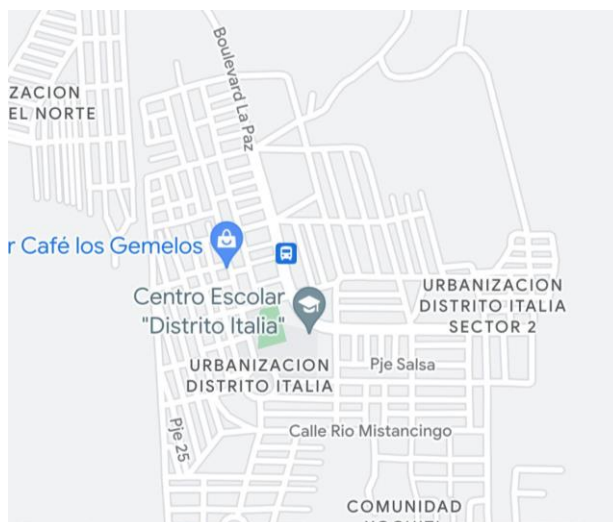 Boulevard La Paz
ZACION
EL NORTE
r Café los Gemelos
Centro Escolar
"Distrito Italia"
URBANIZACION
DISTRITO ITALIA
SECTOR 2
URBANIZACION
DISTRITO ITALIA
Pje Salsa
Pje 25
Calle Rio Mistancingo
COMUNIDAD